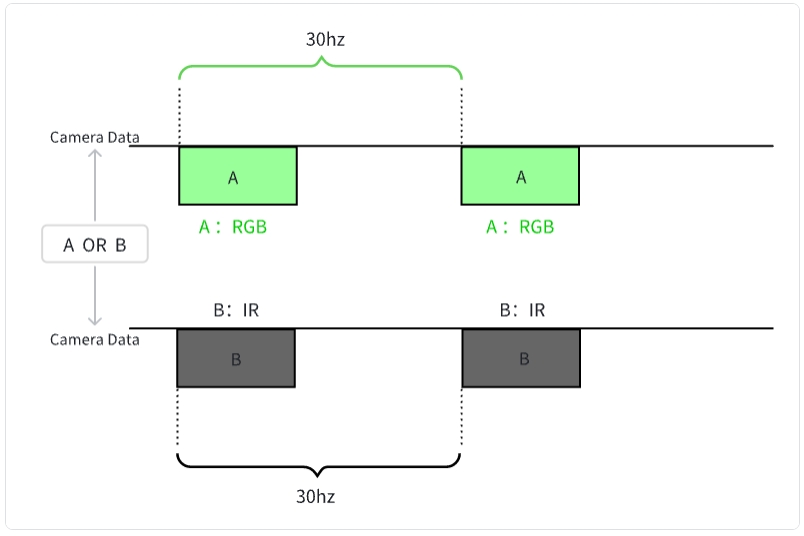 30hz
Camera Data
A
A
A： RGB
A： RGB
A OR B
B： IR
B： IR
Camera Data
B
B
30hz